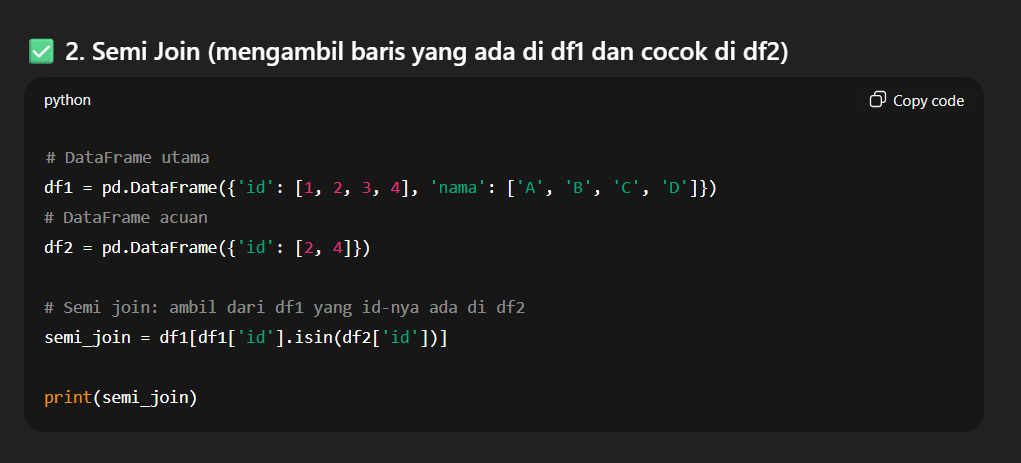 ✅ 2. Semi Join (mengambil baris yang ada di df1 dan cocok di df2)
python
Copy code
# DataFrame utama
df1 = pd.DataFrame({'id': [1, 2, 3, 4], 'nama': ['A', 'B', 'C', 'D']})
# DataFrame acuan
df2 = pd.DataFrame({'id': [2, 4]})
# Semi join: ambil dari df1 yang id-nya ada di df2
semi_join = df1[df1['id'].isin(df2['id'])]
print(semi_join)